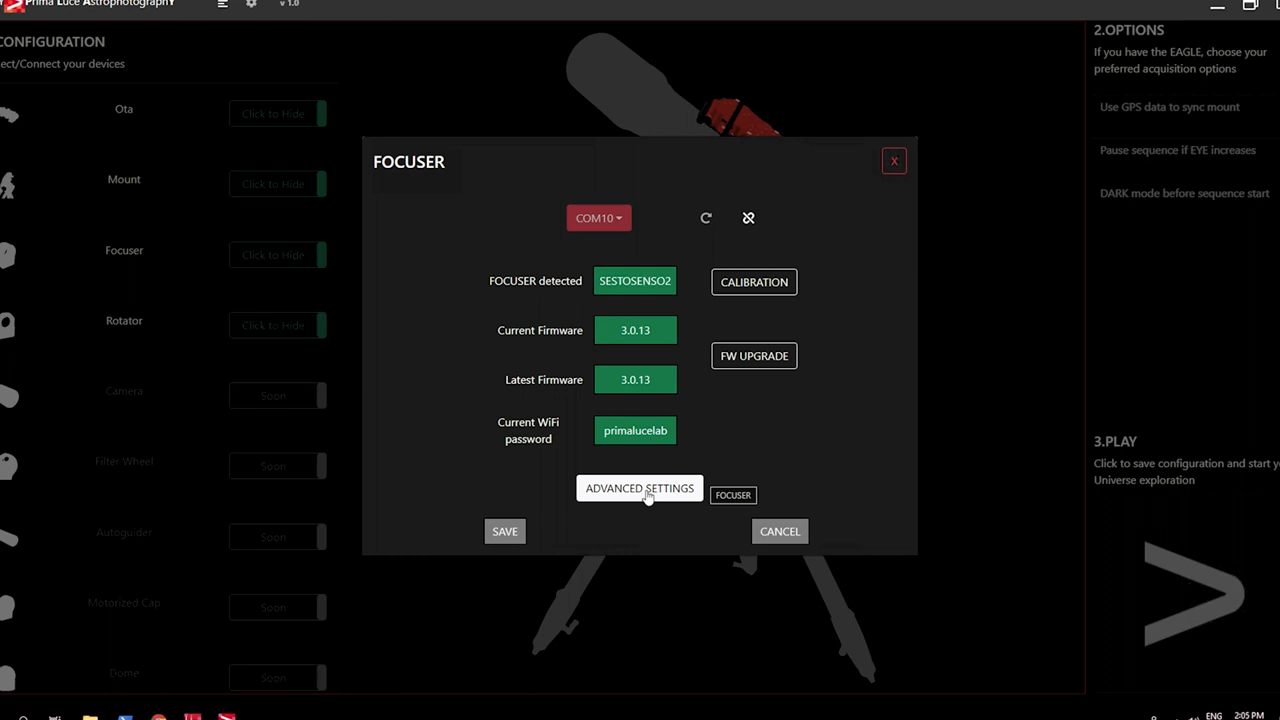 Prima Luce AstrophotographY
v 1.0
CONFIGURATION
ect/Connect your devices
Ota
Click to Hide
Mount
Click to Hide
Focuser
Click to Hide
Rotator
Click to Hide
Camera
Soon
Filter Wheel
Soon
Autoguider
Soon
Motorized Cap
Soon
Dome
Soon
FOCUSER
X
COM10
FOCUSER detected
SESTOSENSO2
CALIBRATION
Current Firmware
3.0.13
FW UPGRADE
Latest Firmware
3.0.13
Current WiFi
password
primalucelab
ADVANCED SETTINGS
FOCUSER
SAVE
CANCEL
2.OPTIONS
If you have the EAGLE, choose your
preferred acquisition options
Use GPS data to sync mount
Pause sequence if EYE increases
DARK mode before sequence start
3.PLAY
Click to save configuration and start y
Universe exploration
ENG
2:05 PM